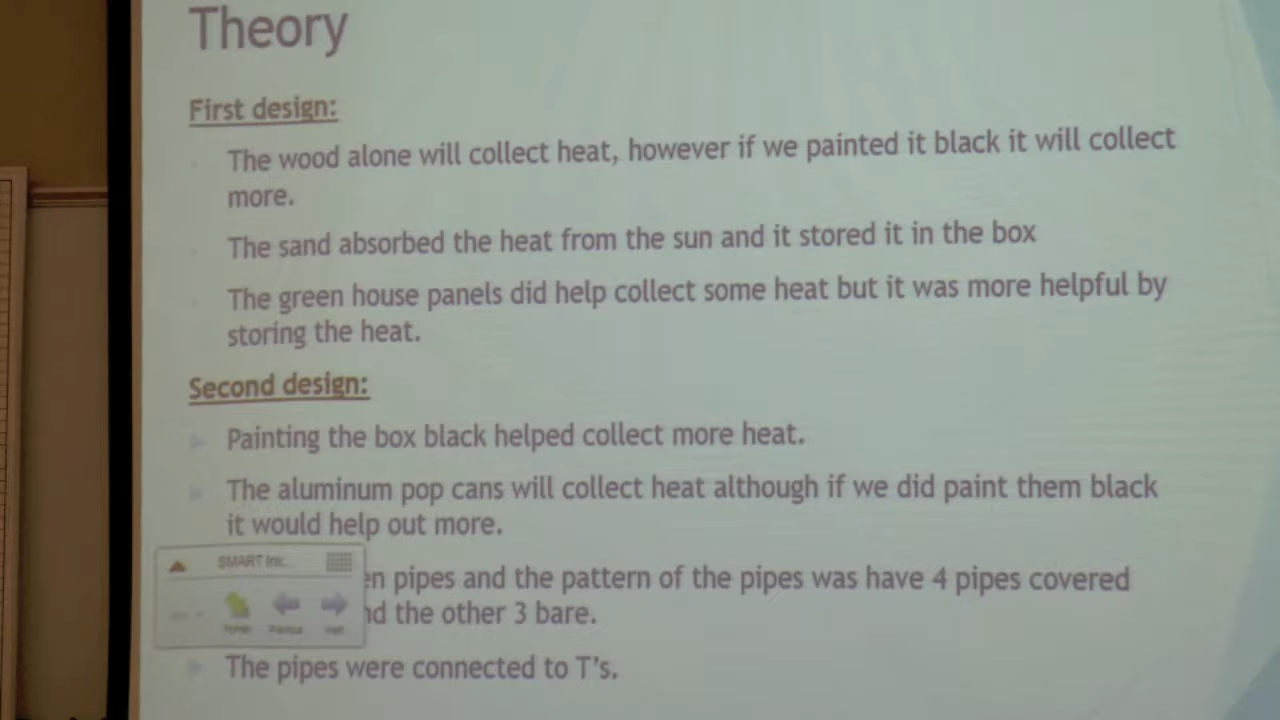 Theory
First design:
The wood alone will collect heat, however if we painted it black it will collect
more.
The sand absorbed the heat from the sun and it stored it in the box
The green house panels did help collect some heat but it was more helpful by
storing the heat.
Second design:
Painting the box black helped collect more heat.
The aluminum pop cans will collect heat although if we did paint them black
it would help out more.
SMART Ink...
pipes and the pattern of the pipes was have 4 pipes covered
the other 3 bare.
The pipes were connected to T's.